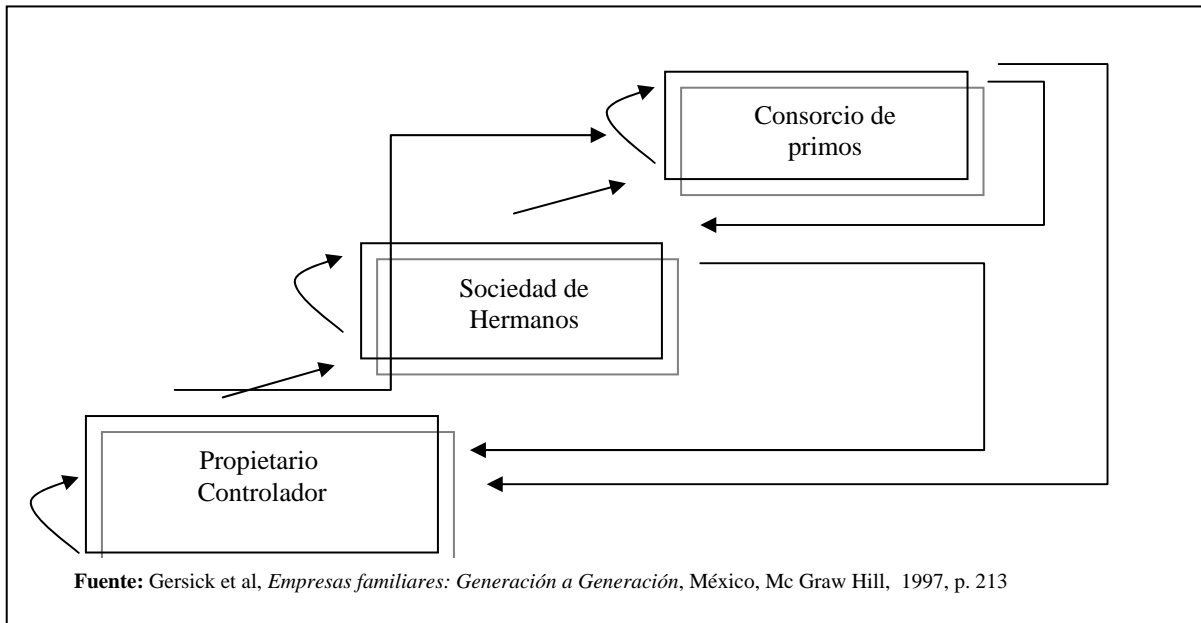 Consorcio de
primos
Sociedad de
Hermanos
Propietario
Controlador
Fuente: Gersick et al, Empresas familiares: Generación a Generación, México, Mc Graw Hill, 1997, p. 213